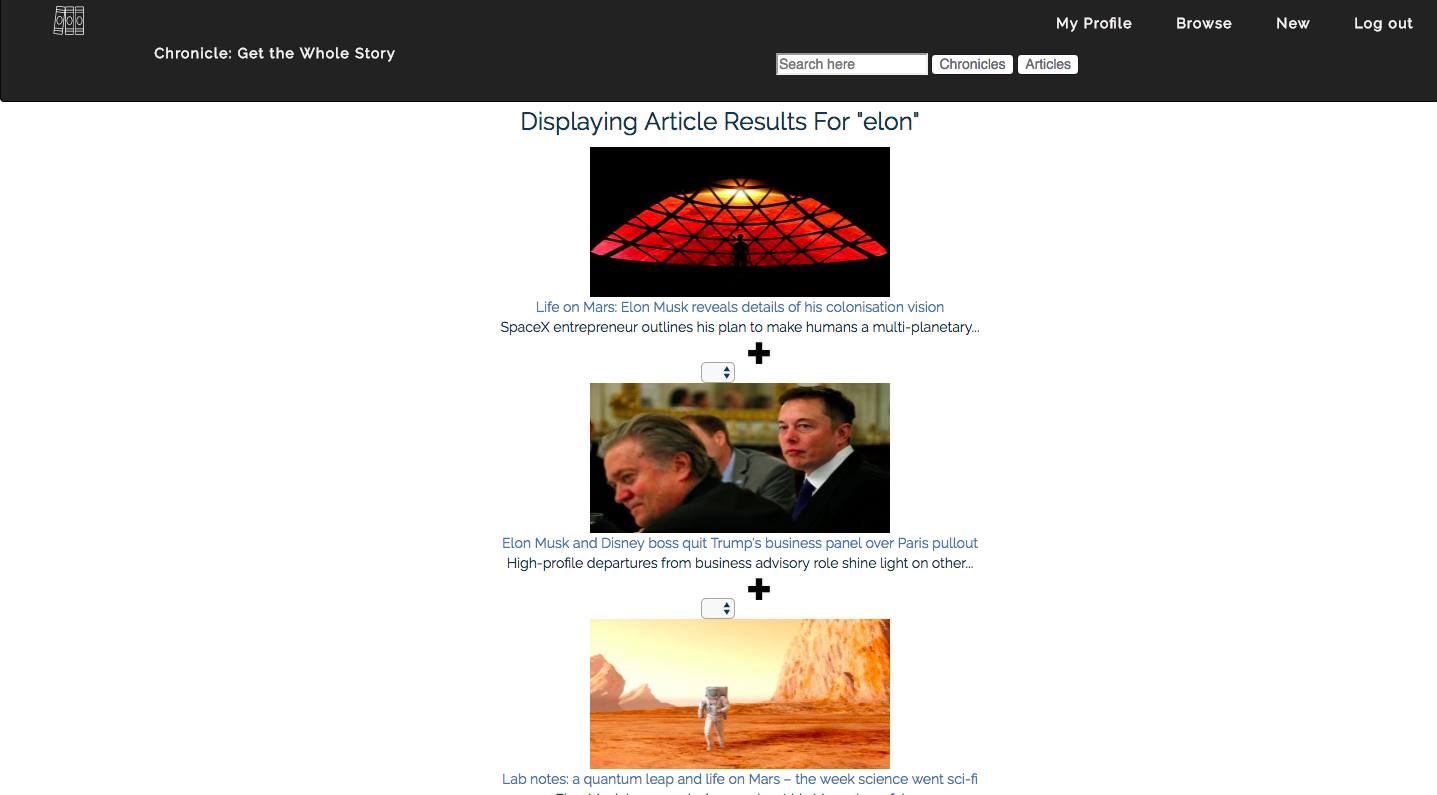 My Profile Browse New Log out
Chronicle: Get the Whole Story
Search here Chronicles Articles
Displaying Article Results For "elon"
Life on Mars: Elon Musk reveals details of his colonisation vision
SpaceX entrepreneur outlines his plan to make humans a multi-planetary...
Elon Musk and Disney boss quit Trump's business panel over Paris pullout
High-profile departures from business advisory role shine light on other...
Lab notes: a quantum leap and life on Mars – the week science went sci-fi